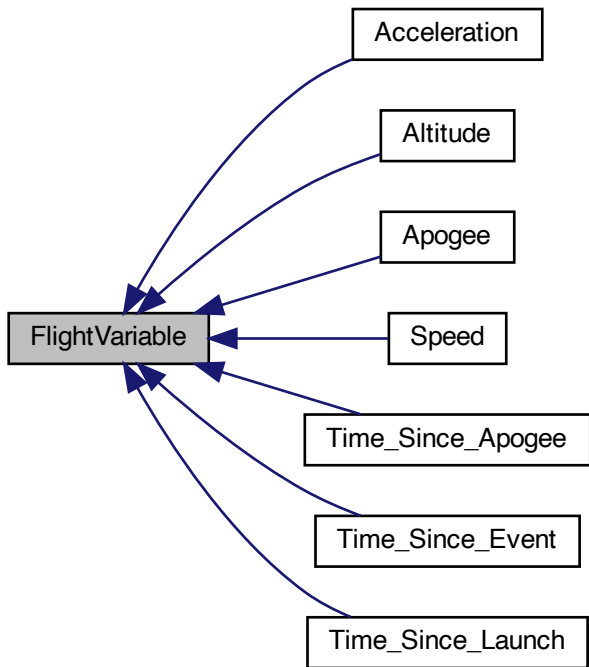 Acceleration
Altitude
Apogee
FlightVariable
Speed
Time_Since_Apogee
Time_Since_Event
Time_Since_Launch